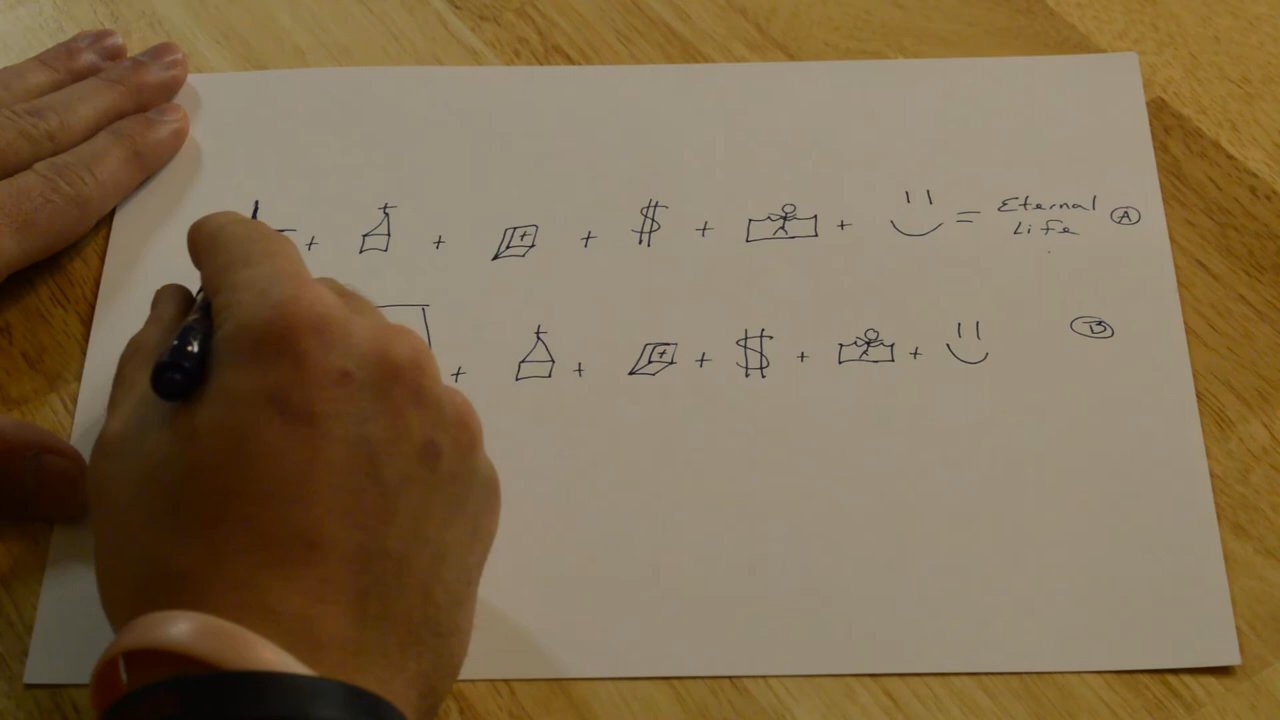 + + + $ + + = Eternal Life A
+ + + $ + + B